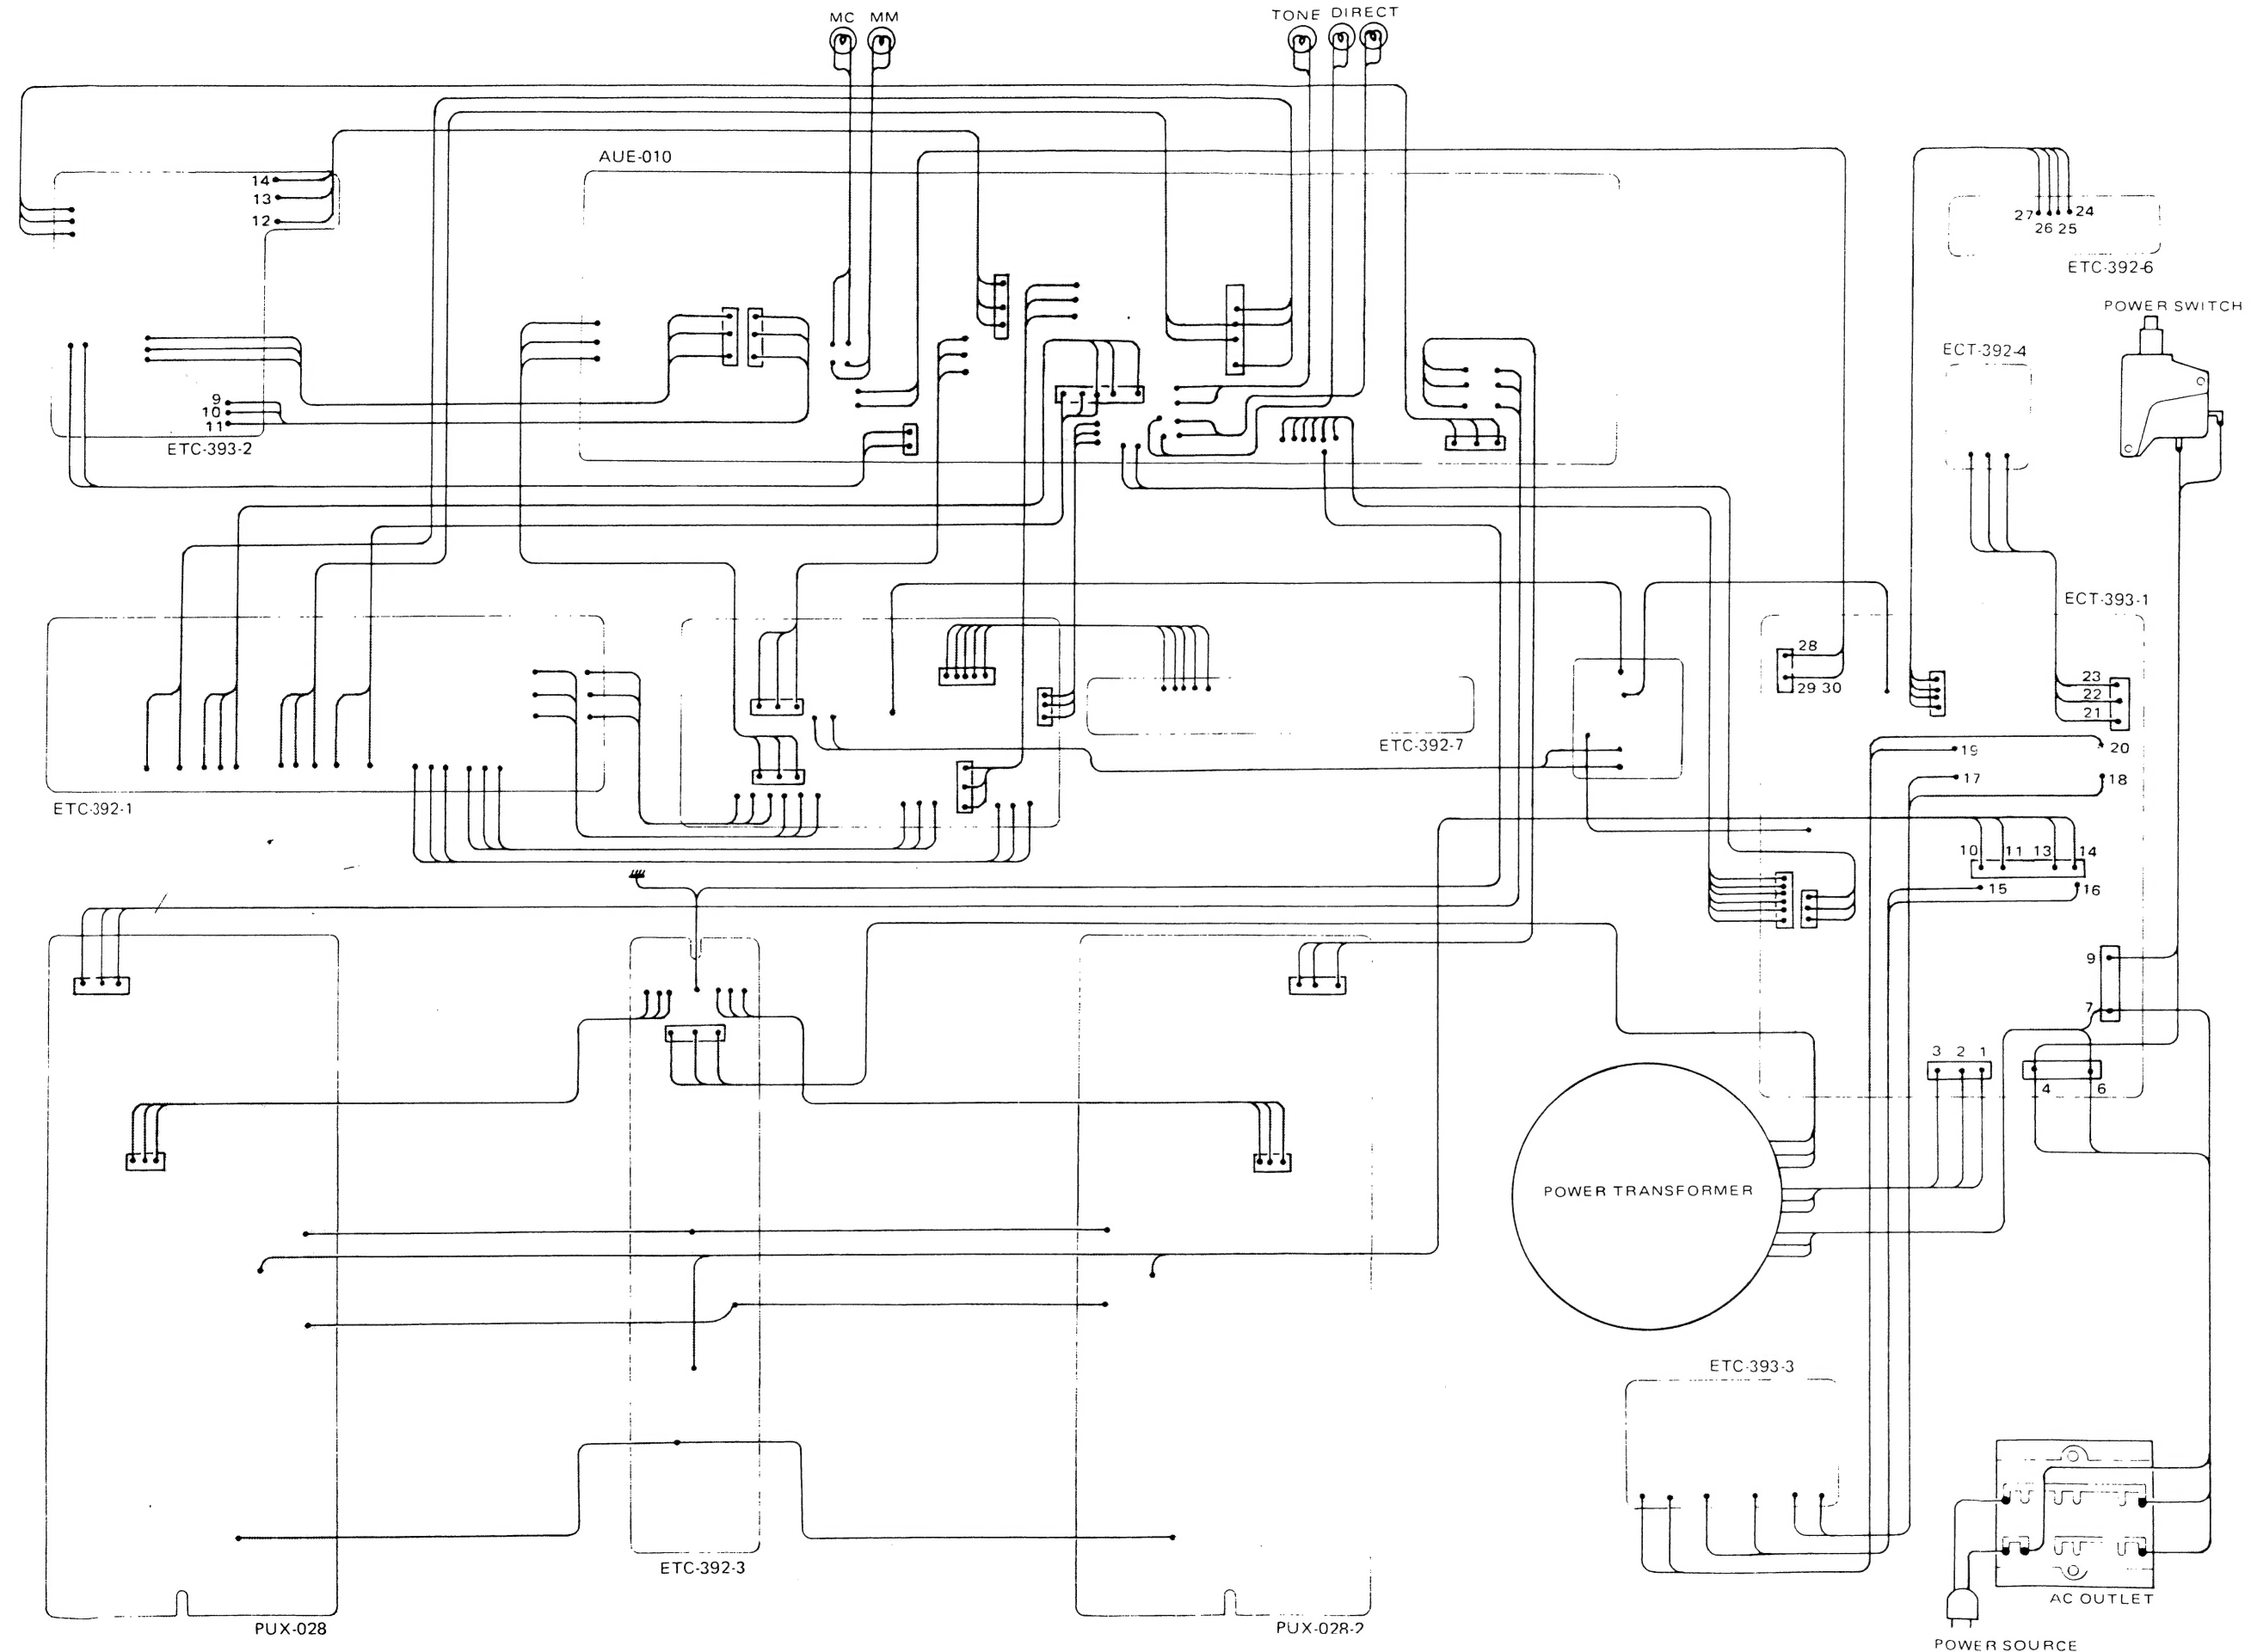 MC MM
TONE DIRECT
AUE-010
14
13
12
27
24
26 25
ETC-392-6
POWER SWITCH
ECT-392-4
9
10
11
ETC-393-2
ECT-393-1
28
29 30
23
22
21
ETC-392-7
19
20
17
18
ETC-392-1
10 11 13 14
15
16
9
7
3 2 1
4
6
POWER TRANSFORMER
ETC-393-3
ETC-392-3
AC OUTLET
PUX-028
PUX-028-2
POWER SOURCE